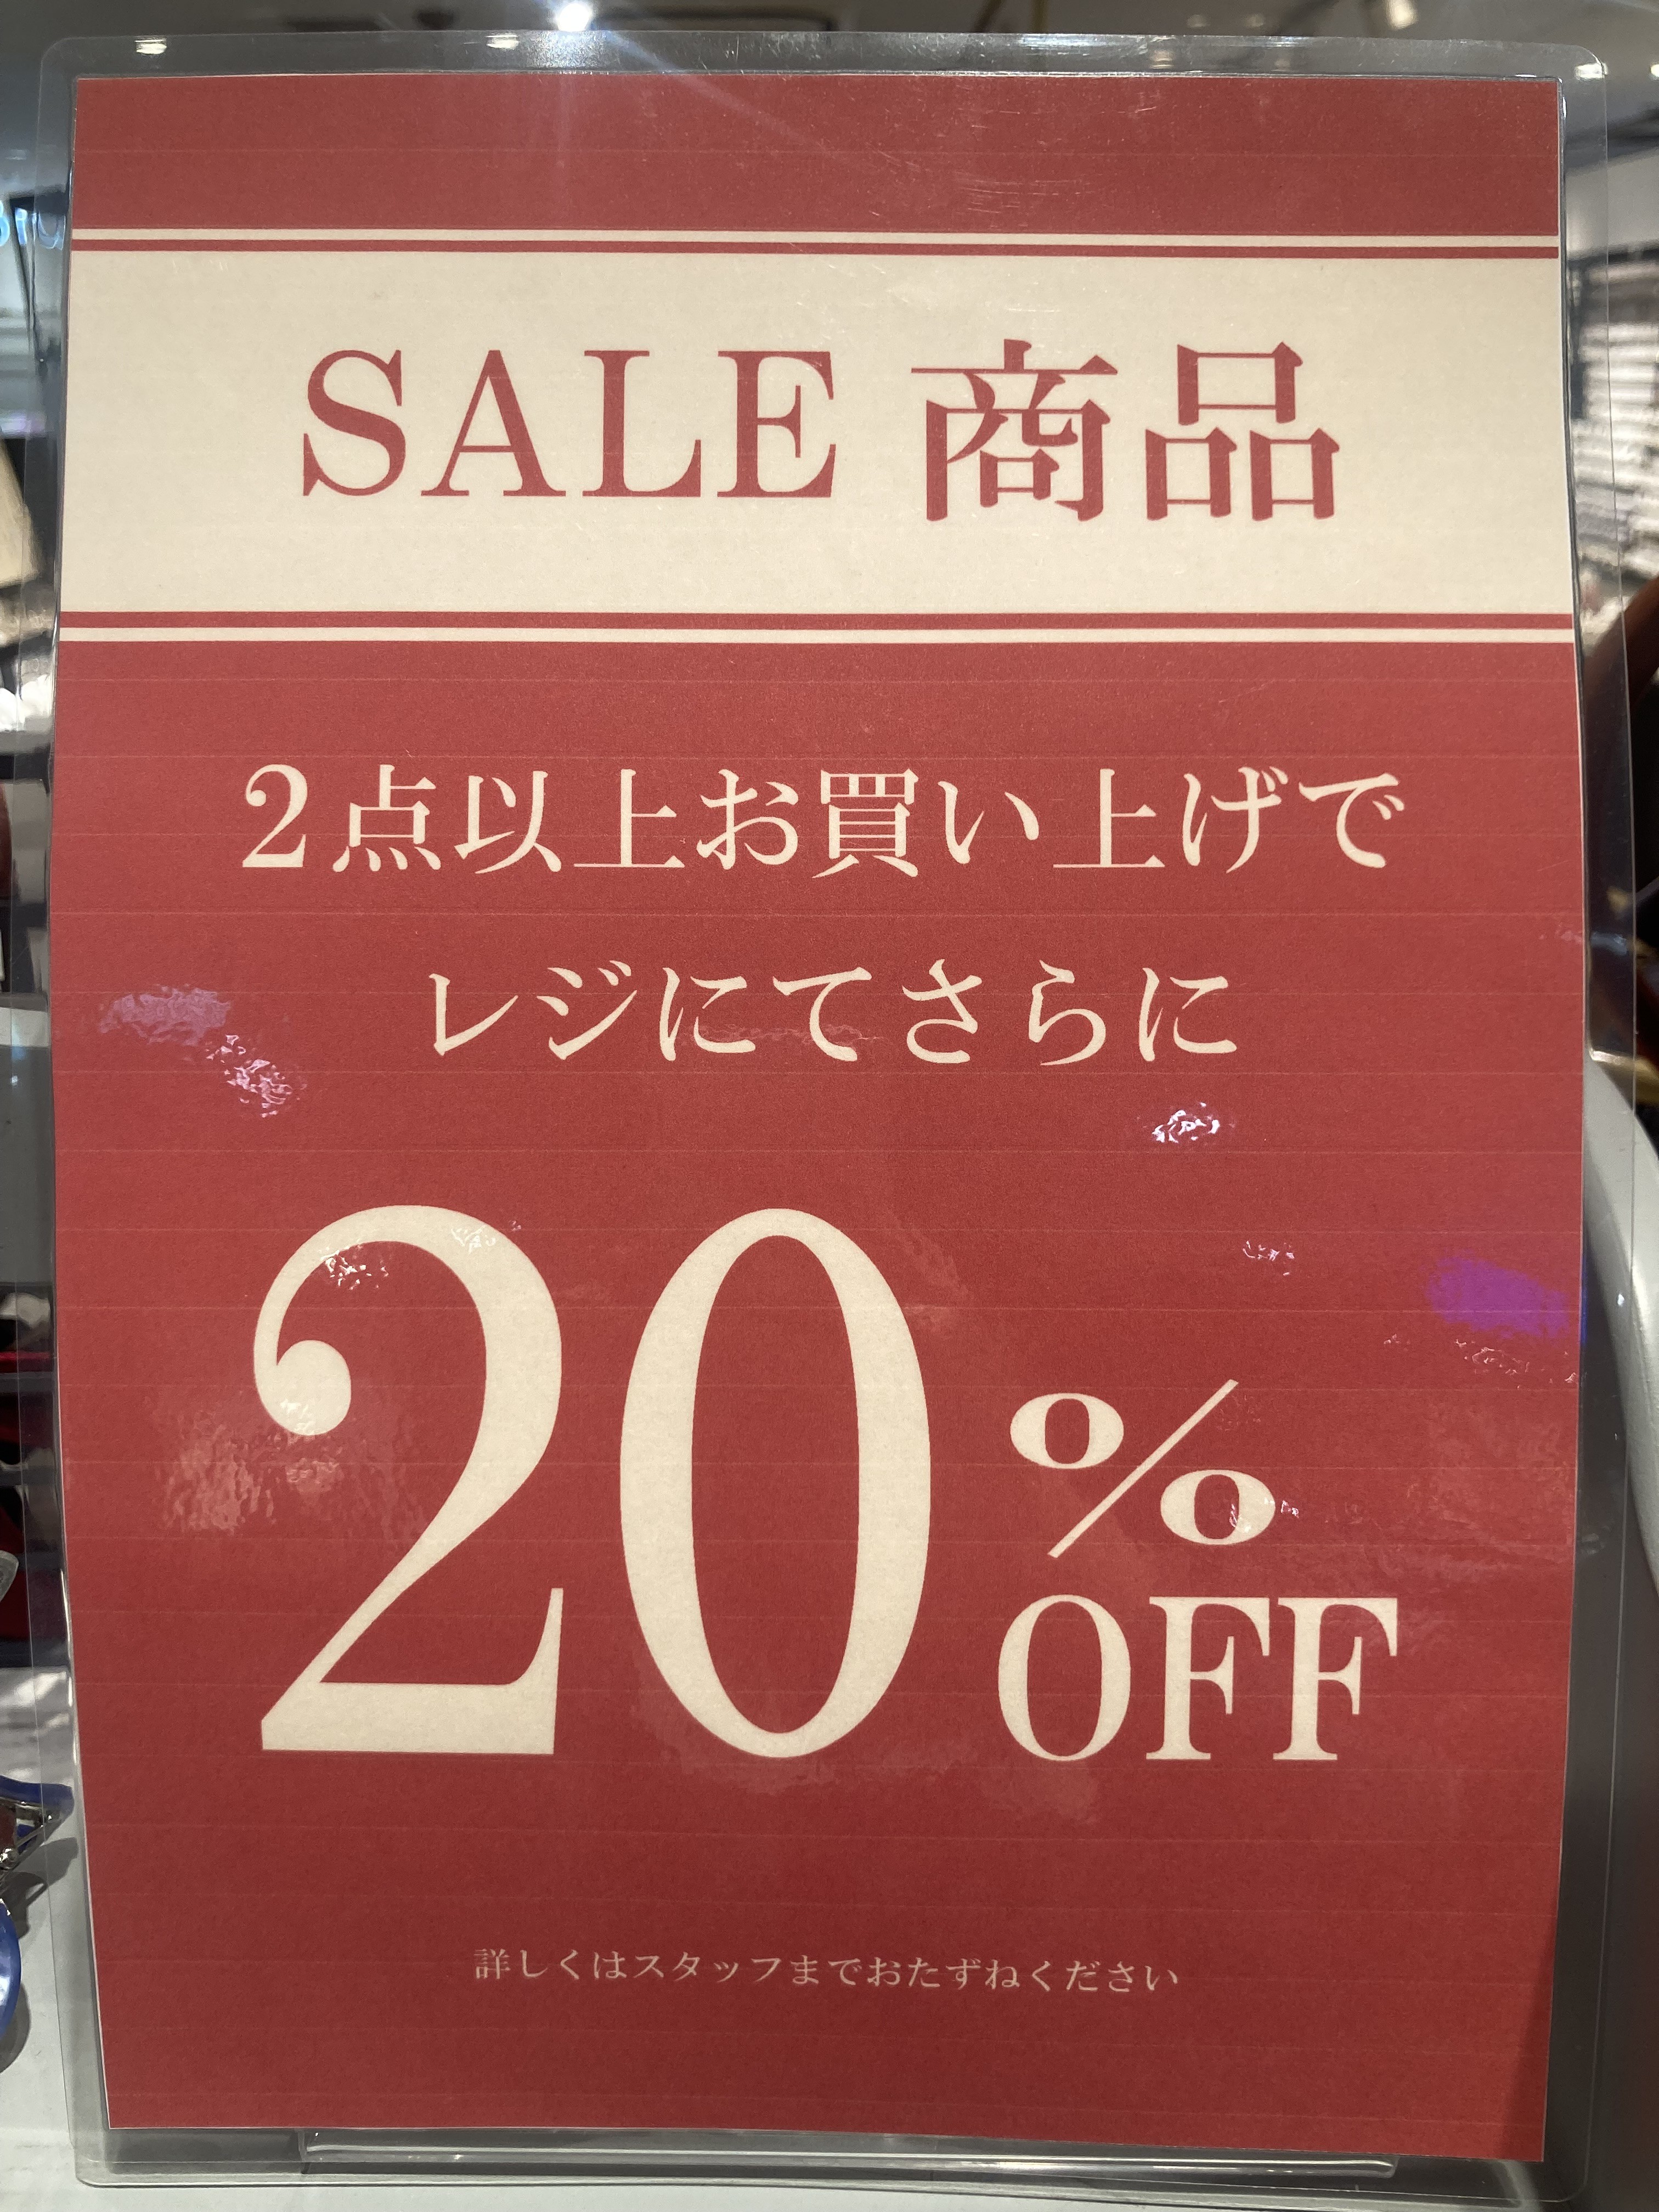 SALE 商品
2点以上お買い上げで
レジにてさらに
20%
OFF
詳しくはスタッフまでおたずねください